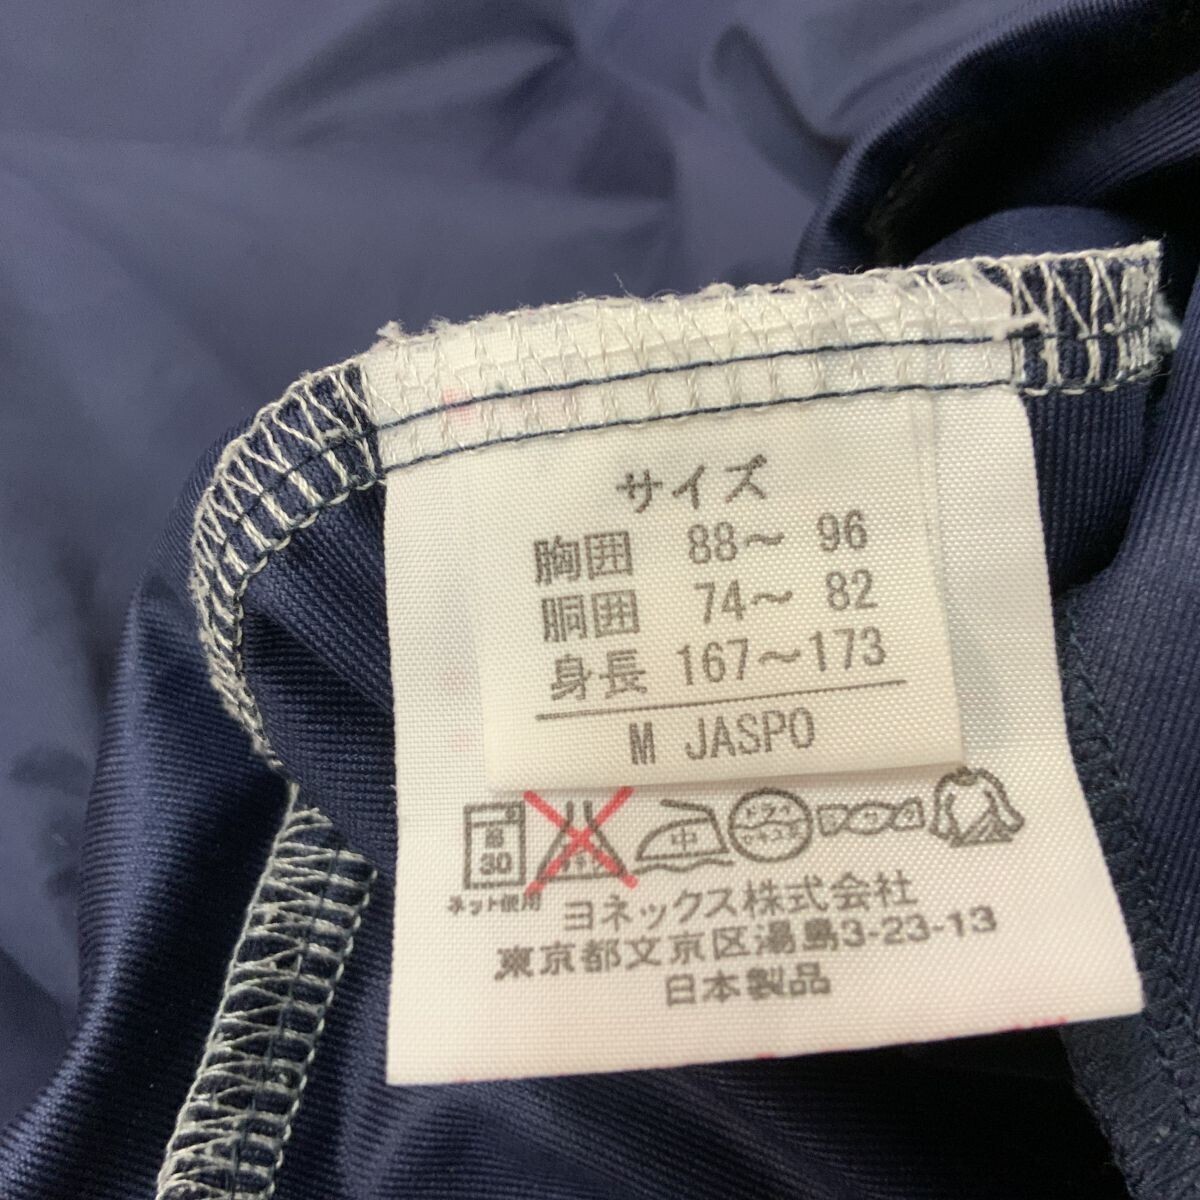 サイズ
胸囲 88～ 96
胴囲 74～ 82
身長 167～173
M JASPO
30 中
ネット使用
ヨネックス株式会社
東京都文京区湯島3-23-13
日本製品